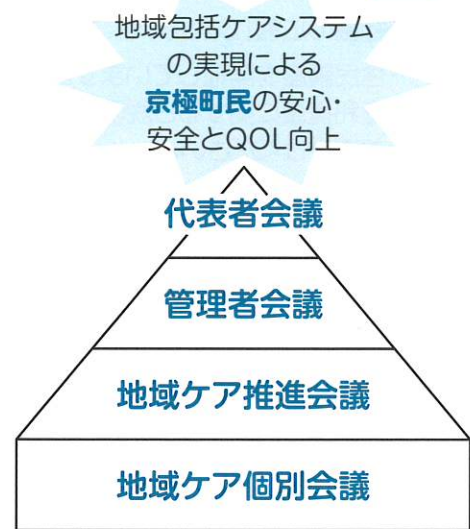 地域包括ケアシステム
の実現による
京極町民の安心・
安全とQOL向上
代表者会議
管理者会議
地域ケア推進会議
地域ケア個別会議